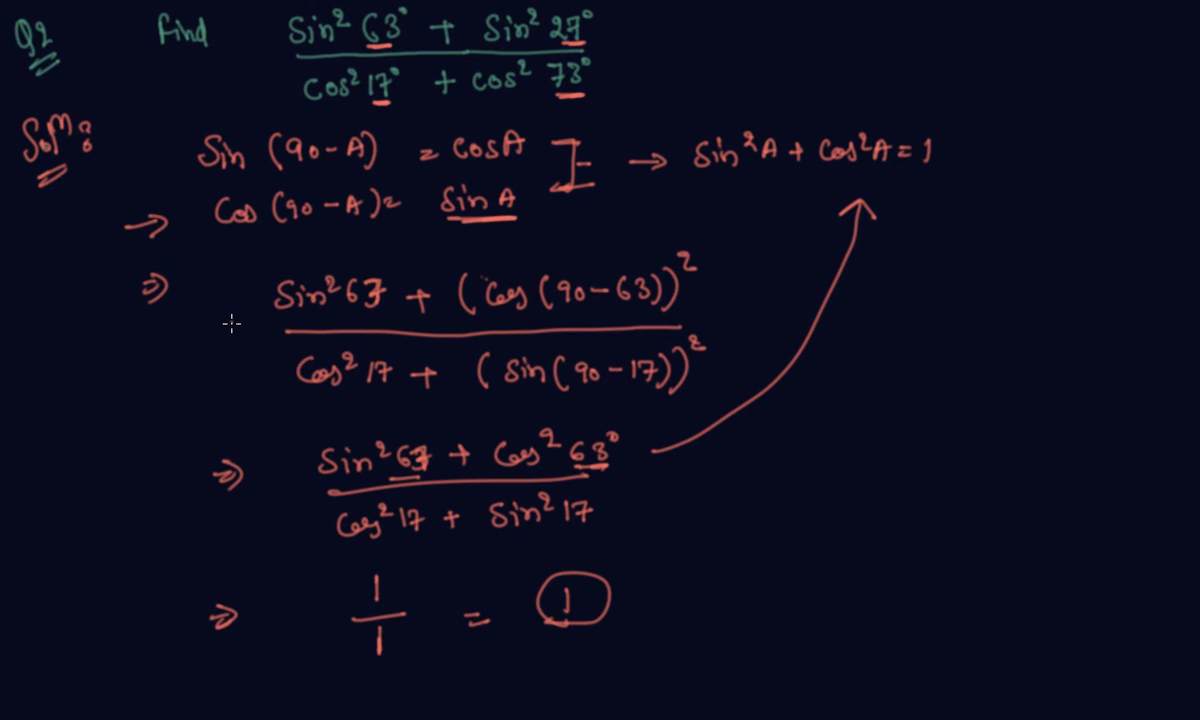 Q2 Find Sin² 63° + Sin² 27°
Cos² 17° + cos² 73°
Soln:
Sin (90-A) = cosA → Sin²A + Cos²A = 1
→ Cos (90-A) = Sin A
⇒ Sin² 63 + (Cos (90-63))²
Cos² 17 + (Sin (90-17))²
⇒ Sin² 63 + Cos² 63°
Cos² 17 + Sin² 17
⇒ 1
1 = 1